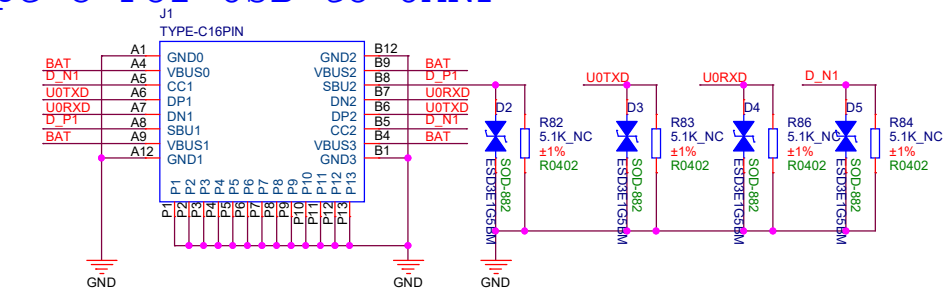 J1
TYPE-C16PIN
A1 GND0 GND2 B12
BAT A4 VBUS0 VBUS2 B9 BAT
D_N1 A5 CC1 SBU2 B8 D_P1
U0TXD A6 DP1 DN2 B7 U0RXD
U0RXD A7 DN1 DP2 B6 U0TXD
D_P1 A8 SBU1 CC2 B5 D_N1
BAT A9 VBUS1 VBUS3 B4 BAT
A12 GND1 GND3 B1
P1 P2 P3 P4 P5 P6 P7 P8 P9 P10 P11 P12 P13
P1 P2 P3 P4 P5 P6 P7 P8 P9 P10 P11 P12 P13
GND GND
D2
ESD3E1G5BM
SOD-882
R82
5.1K_NC
±1%
R0402
GND
U0TXD
D3
ESD3E1G5BM
SOD-882
R83
5.1K_NC
±1%
R0402
U0RXD
D4
ESD3E1G5BM
SOD-882
R86
5.1K_NC
±1%
R0402
D_N1
D5
ESD3E1G5BM
SOD-882
R84
5.1K_NC
±1%
R0402